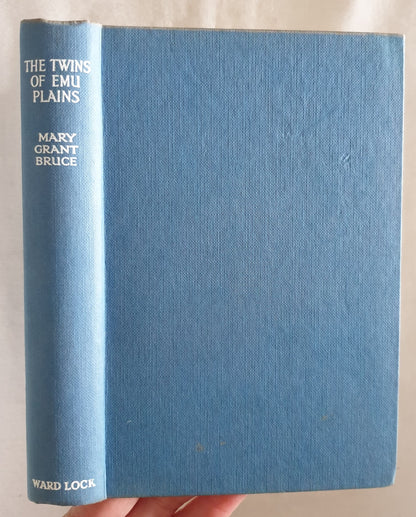 THE TWINS
OF EMU
PLAINS
MARY
GRANT
BRUCE
WARD LOCK